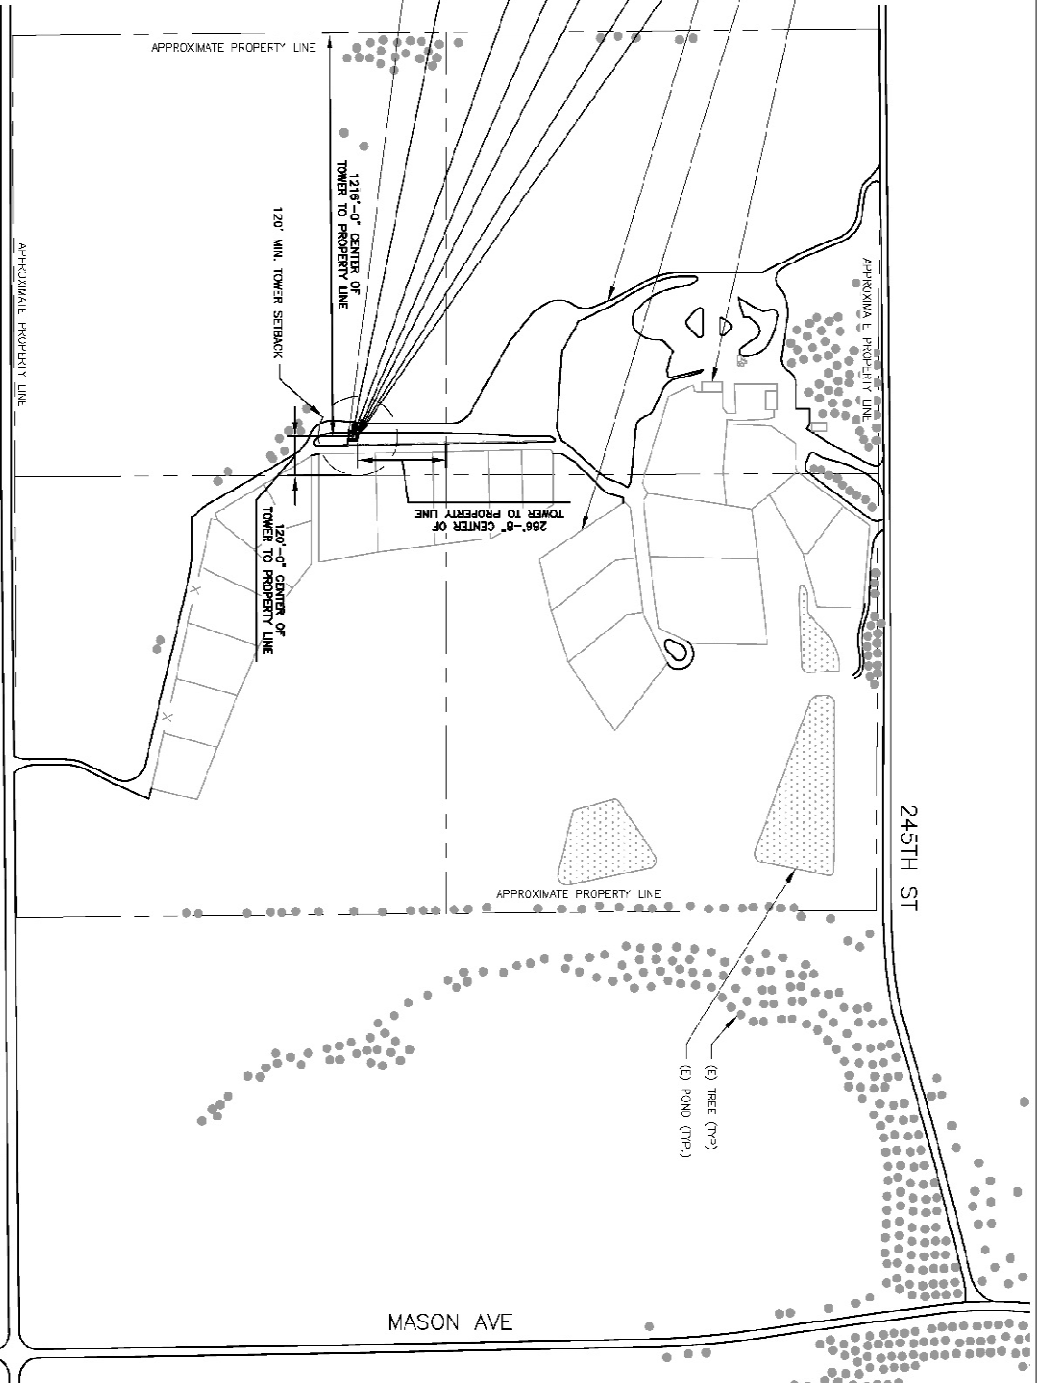 APPROXIMATE PROPERTY LINE
1216'-0" CENTER OF
TOWER TO PROPERTY LINE
120' MIN. TOWER SETBACK
APPROXIMATE PROPERTY LINE
APPROXIMATE PROPERTY LINE
266'-8" CENTER OF
TOWER TO PROPERTY LINE
120'-0" CENTER OF
TOWER TO PROPERTY LINE
245TH ST
APPROXIMATE PROPERTY LINE
(E) TREE (TYP)
(E) POND (TYP.)
MASON AVE